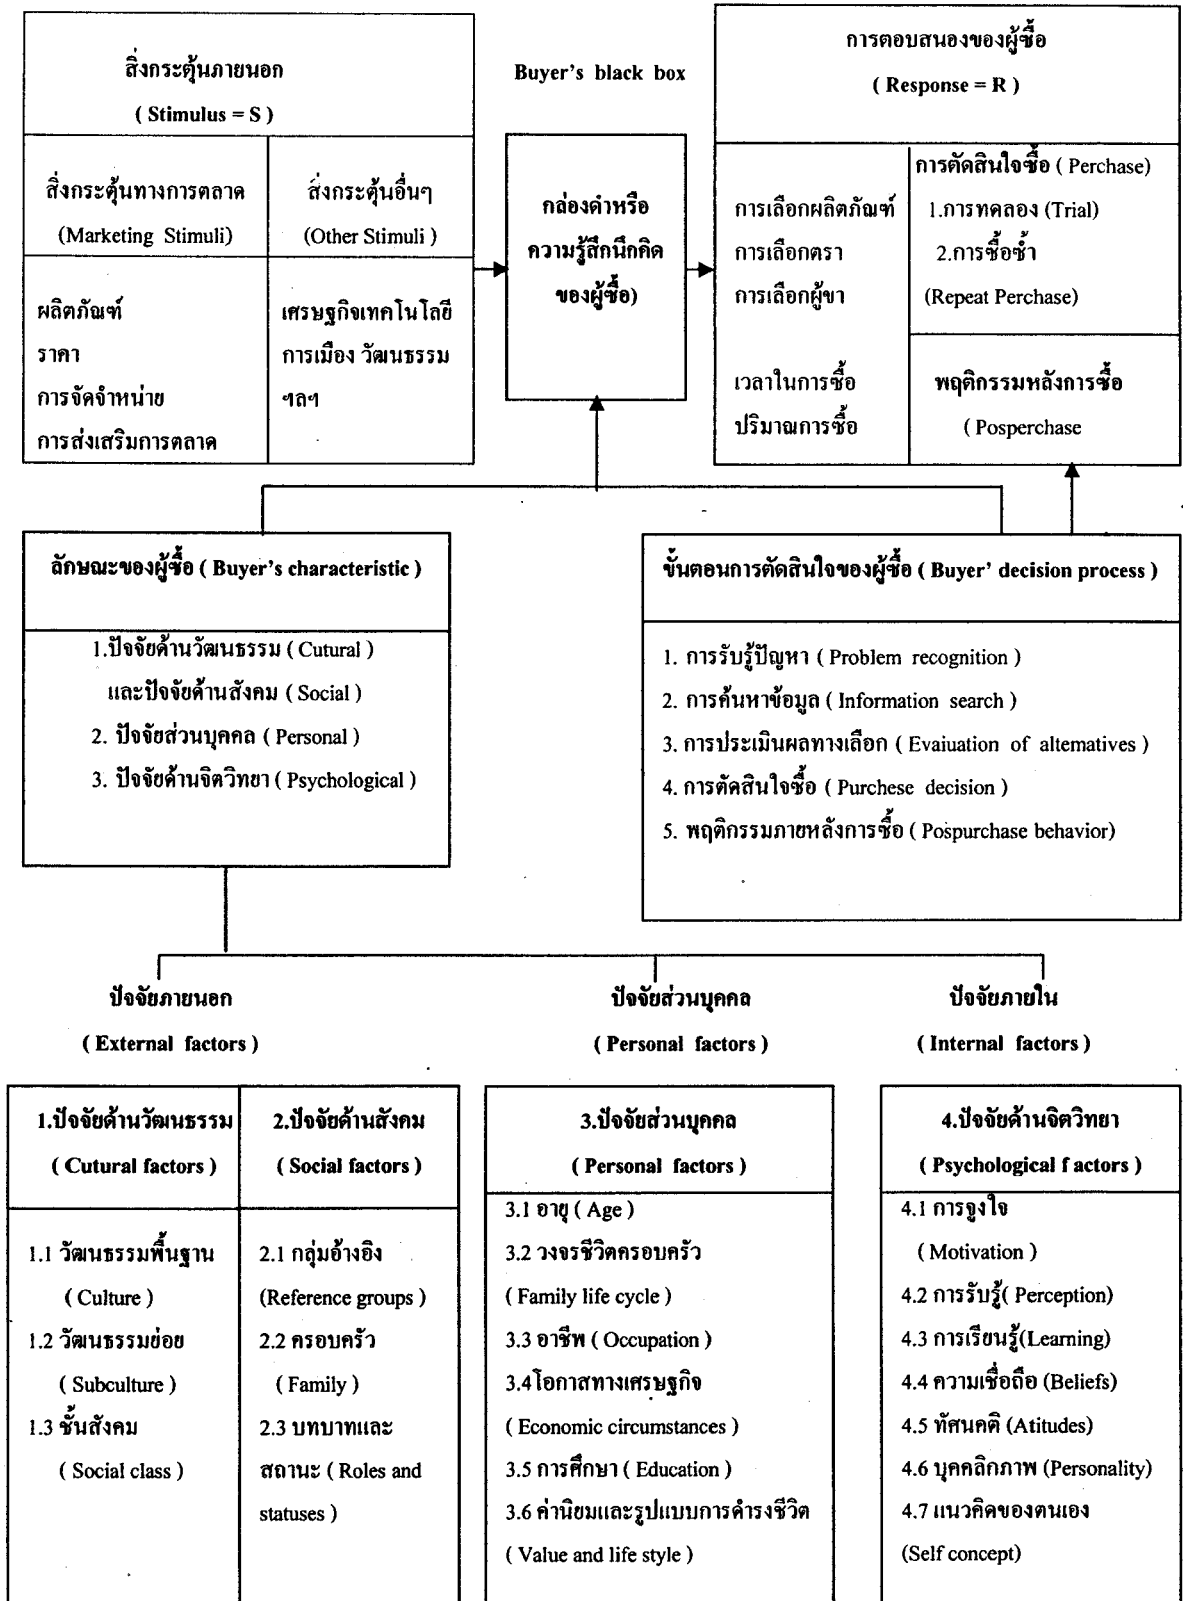 สิ่งกระตุ้นภายนอก
( Stimulus = S )
สิ่งกระตุ้นทางการตลาด
(Marketing Stimuli)
สิ่งกระตุ้นอื่นๆ
(Other Stimuli )
ผลิตภัณฑ์
ราคา
การจัดจำหน่าย
การส่งเสริมการตลาด
เศรษฐกิจเทคโนโลยี
การเมือง วัฒนธรรม
ฯลฯ
Buyer's black box
กล่องดำหรือ
ความรู้สึกนึกคิด
ของผู้ซื้อ)
การตอบสนองของผู้ซื้อ
( Response = R )
การเลือกผลิตภัณฑ์
การเลือกตรา
การเลือกผู้ขา
เวลาในการซื้อ
ปริมาณการซื้อ
การตัดสินใจซื้อ ( Perchase)
1.การทดลอง (Trial)
2.การซื้อซ้ำ
(Repeat Perchase)
พฤติกรรมหลังการซื้อ
( Posperchase
ลักษณะของผู้ซื้อ ( Buyer's characteristic )
1.ปัจจัยด้านวัฒนธรรม ( Cutural )
และปัจจัยด้านสังคม ( Social )
2. ปัจจัยส่วนบุคคล ( Personal )
3. ปัจจัยด้านจิตวิทยา ( Psychological )
ขั้นตอนการตัดสินใจของผู้ซื้อ ( Buyer' decision process )
1. การรับรู้ปัญหา ( Problem recognition )
2. การค้นหาข้อมูล ( Information search )
3. การประเมินผลทางเลือก ( Evaiuation of altematives )
4. การตัดสินใจซื้อ ( Purchese decision )
5. พฤติกรรมภายหลังการซื้อ ( Pospurchase behavior)
ปัจจัยภายนอก
( External factors )
ปัจจัยส่วนบุคคล
( Personal factors )
ปัจจัยภายใน
( Internal factors )
1.ปัจจัยด้านวัฒนธรรม
( Cutural factors )
1.1 วัฒนธรรมพื้นฐาน
( Culture )
1.2 วัฒนธรรมย่อย
( Subculture )
1.3 ชั้นสังคม
( Social class )
2.ปัจจัยด้านสังคม
( Social factors )
2.1 กลุ่มอ้างอิง
(Reference groups )
2.2 ครอบครัว
( Family )
2.3 บทบาทและ
สถานะ ( Roles and
statuses )
3.ปัจจัยส่วนบุคคล
( Personal factors )
3.1 อายุ ( Age )
3.2 วงจรชีวิตครอบครัว
( Family life cycle )
3.3 อาชีพ ( Occupation )
3.4โอกาสทางเศรษฐกิจ
( Economic circumstances )
3.5 การศึกษา ( Education )
3.6 ค่านิยมและรูปแบบการดำรงชีวิต
( Value and life style )
4.ปัจจัยด้านจิตวิทยา
( Psychological f actors )
4.1 การจูงใจ
( Motivation )
4.2 การรับรู้( Perception)
4.3 การเรียนรู้(Learning)
4.4 ความเชื่อถือ (Beliefs)
4.5 ทัศนคติ (Atitudes)
4.6 บุคคลิกภาพ (Personality)
4.7 แนวคิดของตนเอง
(Self concept)